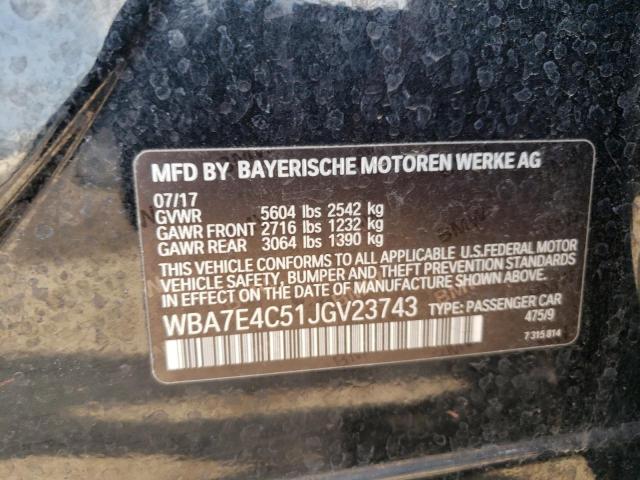 MFD BY BAYERISCHE MOTOREN WERKE AG
07/17
GVWR 5604 lbs 2542 kg
GAWR FRONT 2716 lbs 1232 kg
GAWR REAR 3064 lbs 1390 kg
THIS VEHICLE CONFORMS TO ALL APPLICABLE U.S.FEDERAL MOTOR
VEHICLE SAFETY, BUMPER AND THEFT PREVENTION STANDARDS
IN EFFECT ON THE DATE OF MANUFACTURE SHOWN ABOVE.
WBA7E4C51JGV23743 TYPE: PASSENGER CAR
475/9
7 315 814